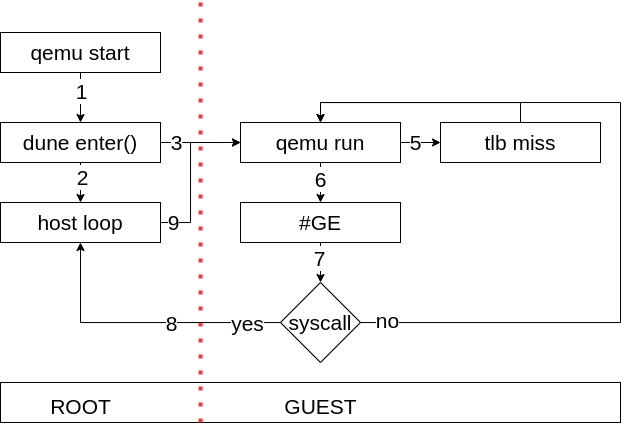 qemu start
1
dune enter()
3
qemu run
5
tlb miss
2
6
host loop
9
#GE
7
8
yes
syscall
no
ROOT
GUEST